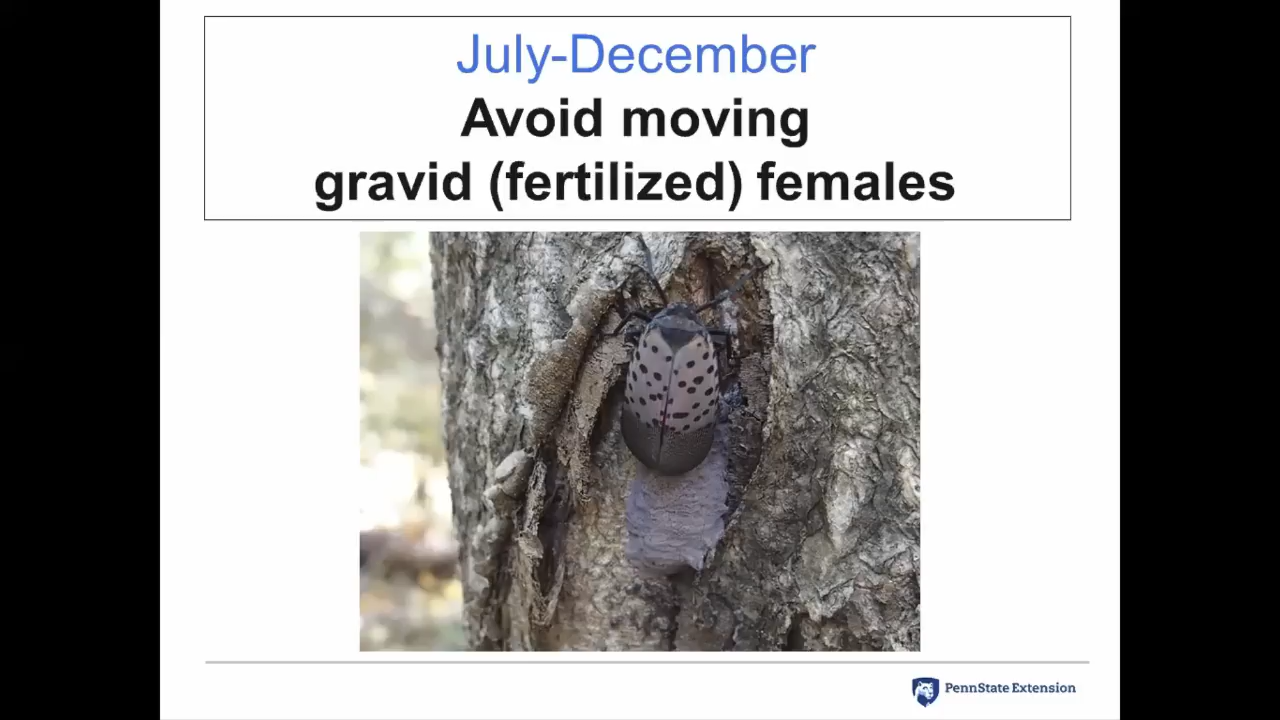 July-December
Avoid moving
gravid (fertilized) females
PennState Extension